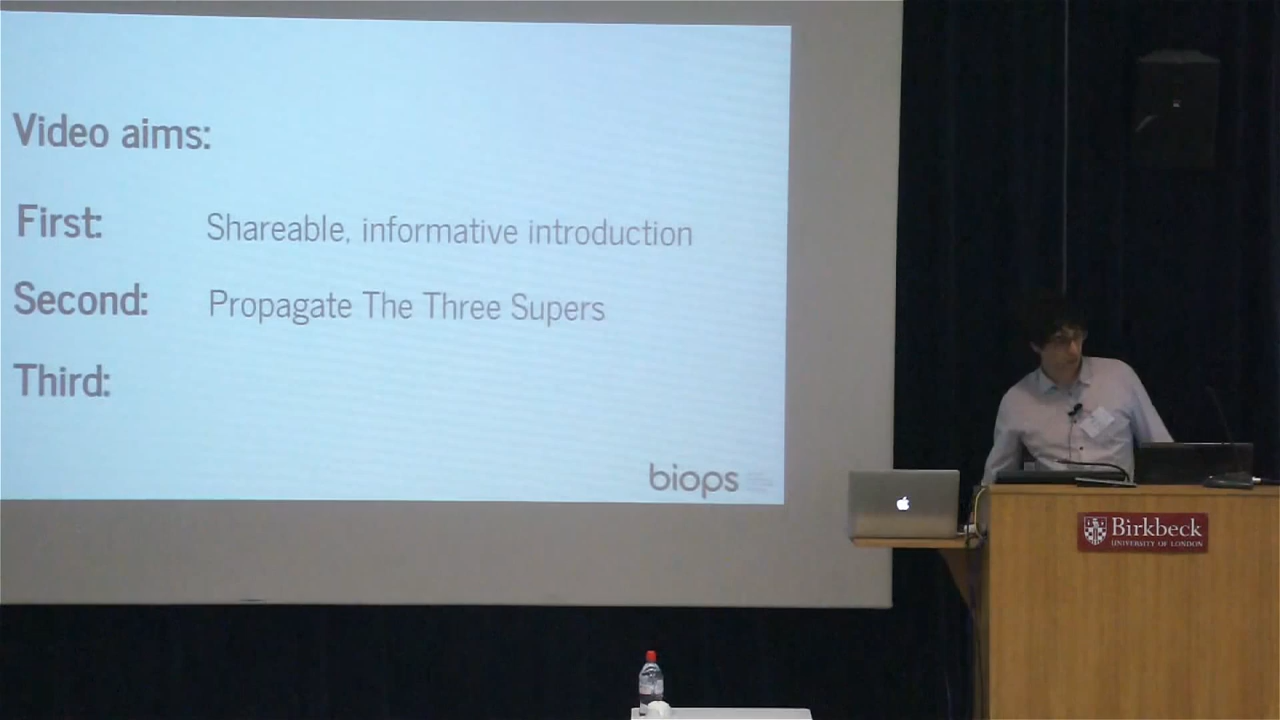 Video aims:
First: Shareable, informative introduction
Second: Propagate The Three Supers
Third:
biops
Birkbeck
UNIVERSITY OF LONDON